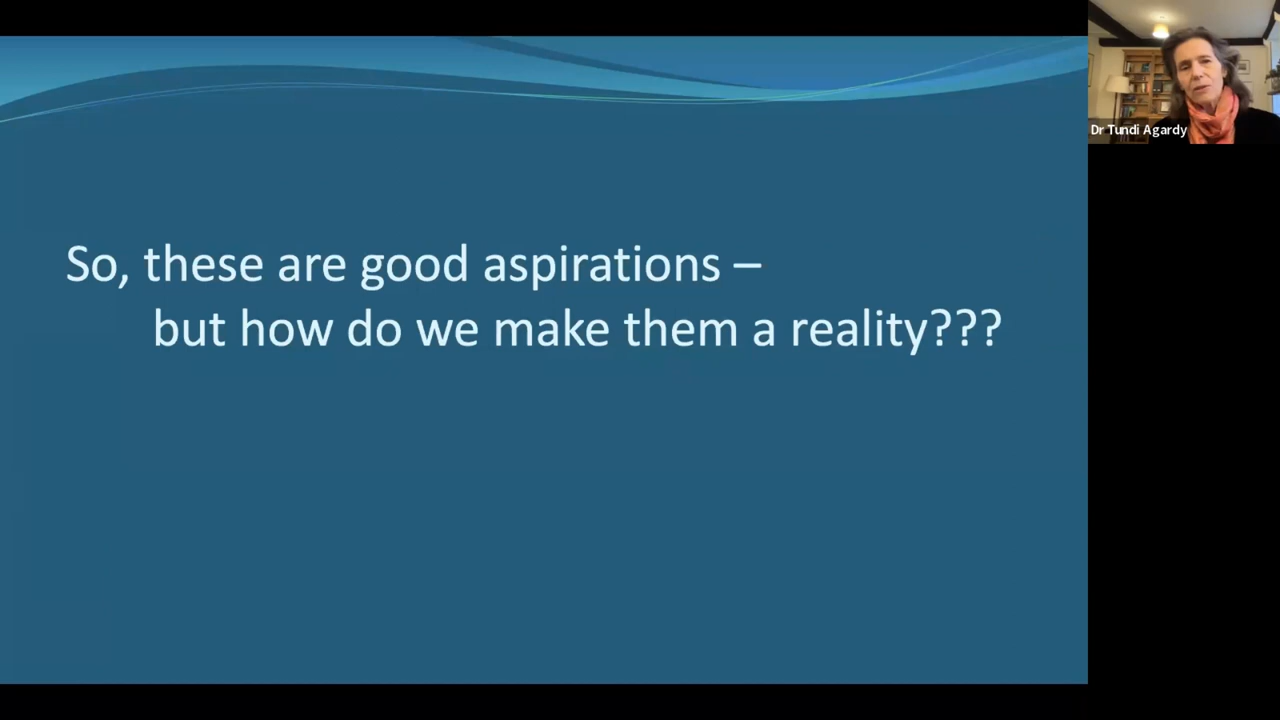 So, these are good aspirations –
but how do we make them a reality???
Dr Tundi Agardy